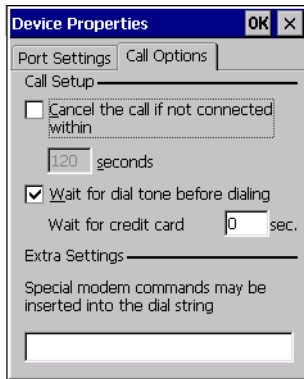 Device Properties OK ×
Port Settings Call Options
Call Setup
Cancel the call if not connected
within
120 seconds
Wait for dial tone before dialing
Wait for credit card 0 sec.
Extra Settings
Special modem commands may be
inserted into the dial string